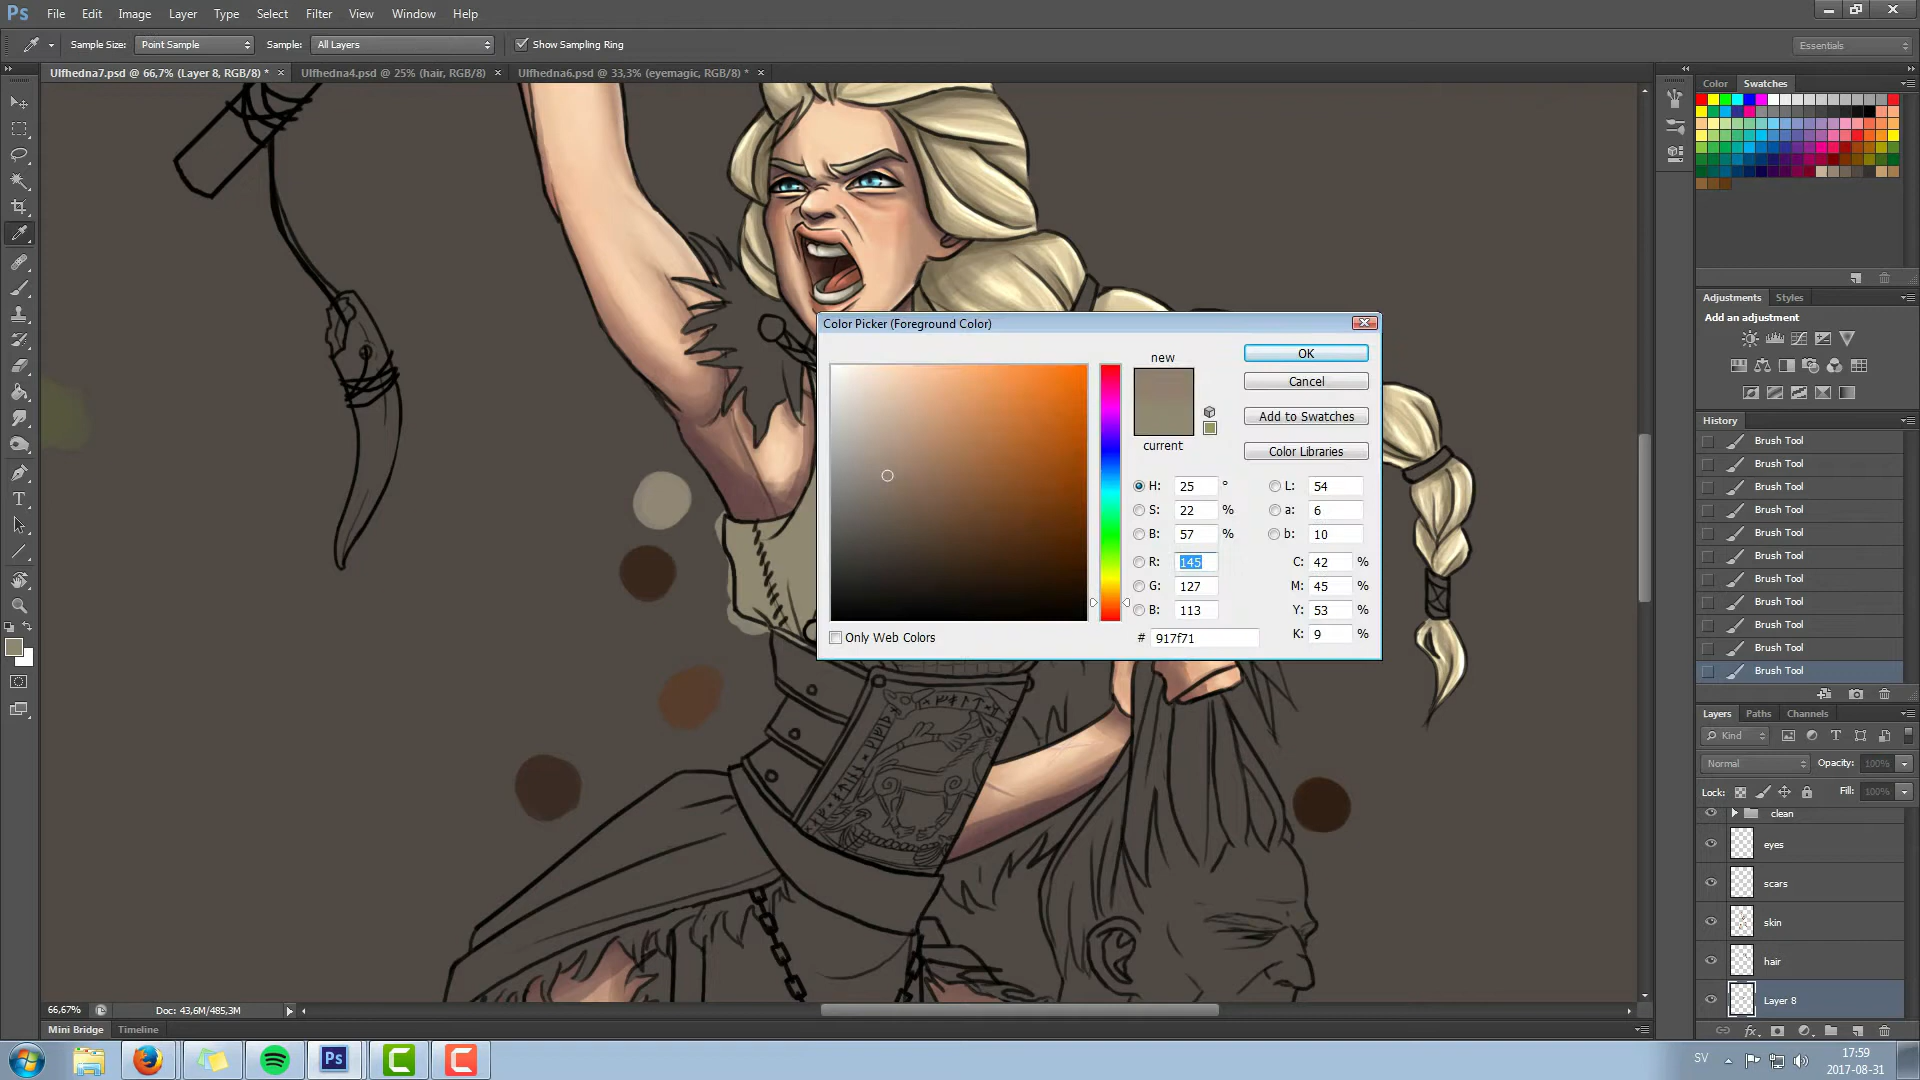 Ps File Edit Image Layer Type Select Filter View Window Help
Sample Size: Point Sample Sample: All Layers Show Sampling Ring Essentials
Ulfhedna7.psd @ 66,7% (Layer 8, RGB/8) * Ulfhedna4.psd @ 25% (hair, RGB/8) Ulfhedna6.psd @ 33,3% (eyemagic, RGB/8) *
Color Swatches
Adjustments Styles
Add an adjustment
History
Brush Tool
Brush Tool
Brush Tool
Brush Tool
Brush Tool
Brush Tool
Brush Tool
Brush Tool
Brush Tool
Brush Tool
Brush Tool
Color Picker (Foreground Color)
new
current
OK
Cancel
Add to Swatches
Color Libraries
H: 25 ° L: 54
S: 22 % a: 6
B: 57 % b: 10
R: 145 C: 42 %
G: 127 M: 45 %
B: 113 Y: 53 %
# 917f71 K: 9 %
Only Web Colors
Layers Paths Channels
Kind
Normal Opacity: 100%
Lock: Fill: 100%
clean
eyes
scars
skin
hair
Layer 8
66,67% Doc: 43,6M/485,3M
Mini Bridge Timeline
Ps
SV 17:59
2017-08-31